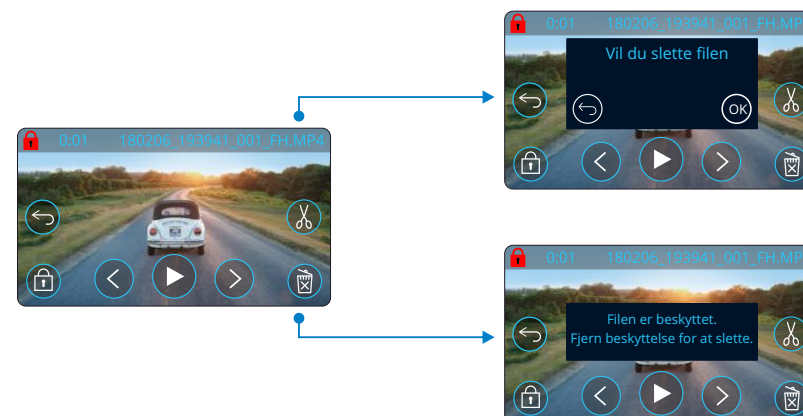 0:01 180206_193941_001_FH.MP4
0:01 180206_193941_001_FH.MP
Vil du slette filen
OK
0:01 180206_193941_001_FH.MP
Filen er beskyttet.
Fjern beskyttelse for at slette.